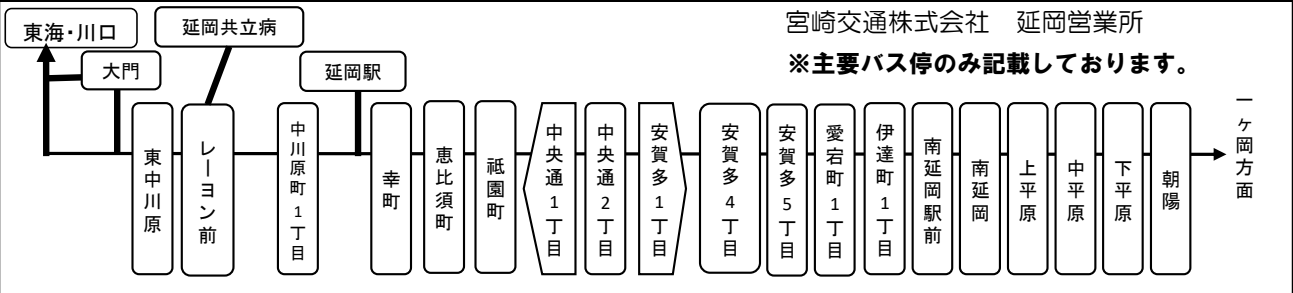 宮崎交通株式会社　延岡営業所
※主要バス停のみ記載しております。
東海・川口
延岡共立病
大門
延岡駅
東中川原
レーヨン前
中川原町1丁目
幸町
恵比須町
祗園町
中央通1丁目
中央通2丁目
安賀多1丁目
安賀多4丁目
安賀多5丁目
愛宕町1丁目
伊達町1丁目
南延岡駅前
南延岡
上平原
中平原
下平原
朝陽
一ヶ岡方面